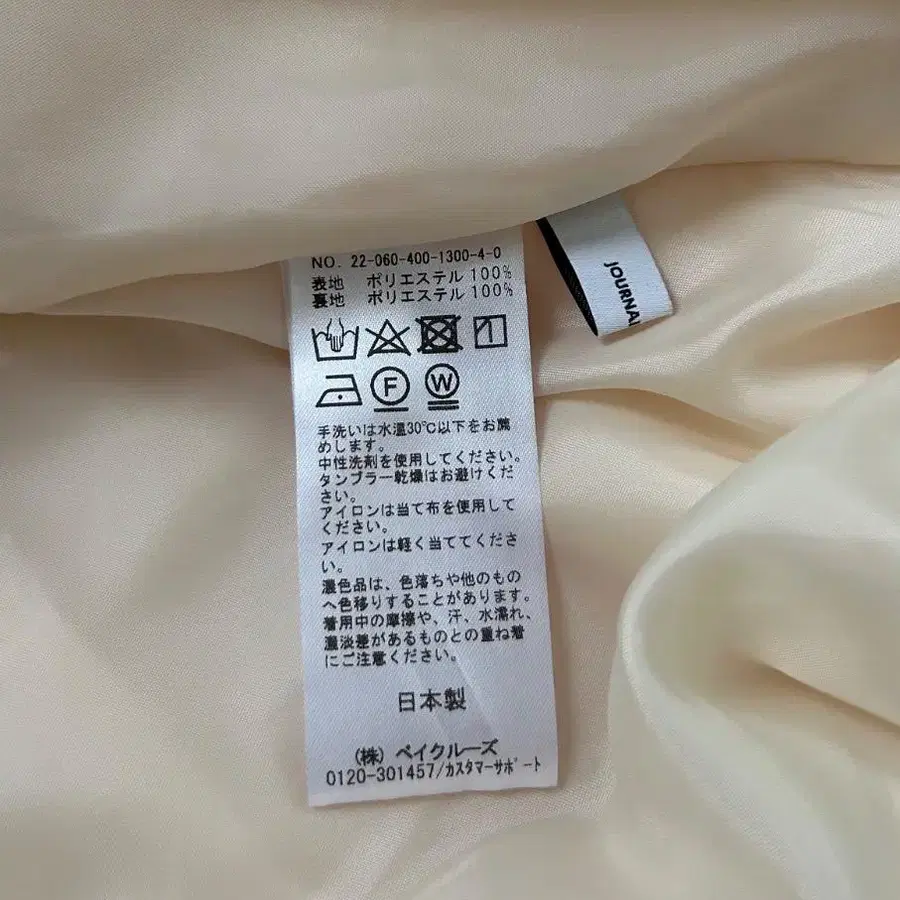 NO. 22-060-400-1300-4-0
表地 ポリエステル 100%
裏地 ポリエステル 100%
F W
手洗いは水温30℃以下をお薦
めします。
中性洗剤を使用してください。
タンブラー乾燥はお避けくだ
さい。
アイロンは当て布を使用して
ください。
アイロンは軽く当ててくださ
い。
濃色品は、色落ちや他のもの
へ色移りすることがあります。
着用中の摩擦や、汗、水濡れ、
濃淡差があるものとの重ね着
にご注意ください。
日本製
(株) ベイクルーズ
0120-301457/カスタマーサポート
JOURNAL